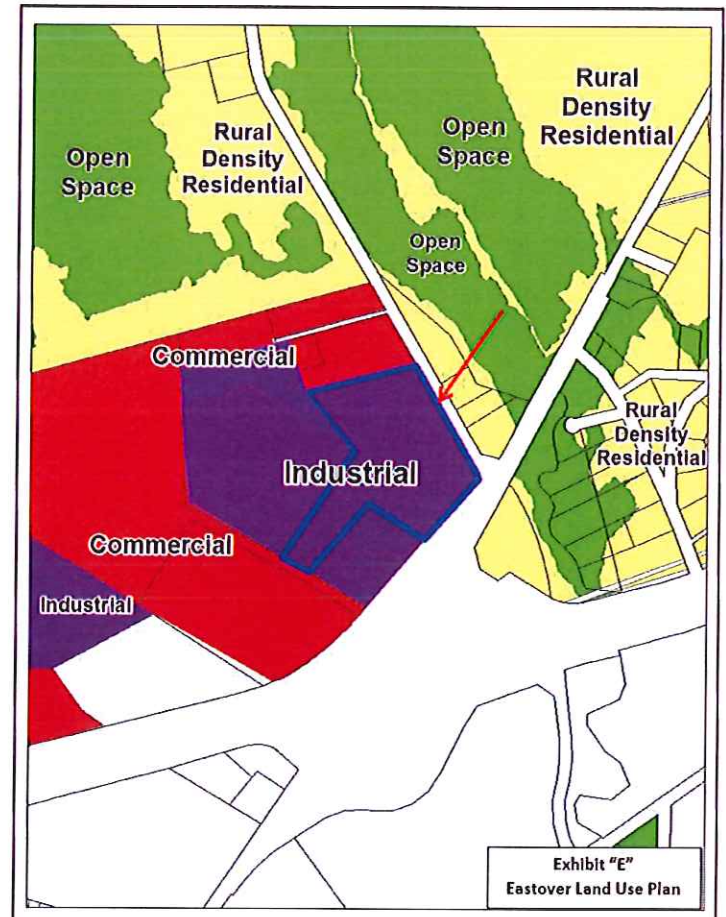 Rural
Density
Residential
Open
Space
Rural
Density
Residential
Open
Space
Open
Space
Commercial
Rural
Density
Residential
Industrial
Commercial
Industrial
Exhibit "E"
Eastover Land Use Plan